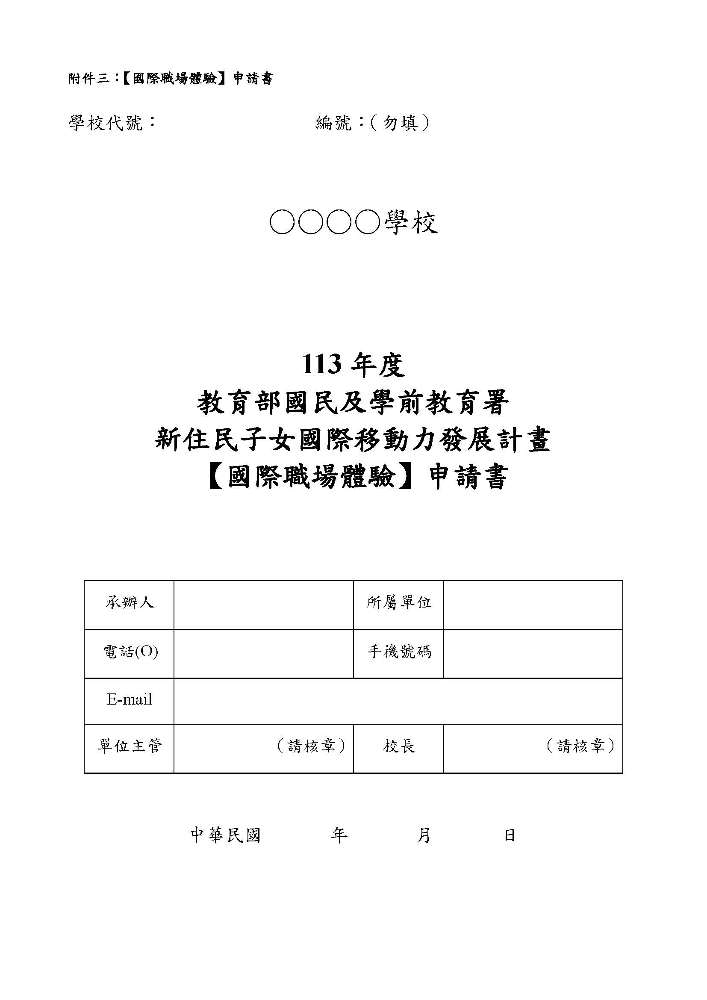 附件三：【國際職場體驗】申請書
學校代號： 編號：（勿填）
○○○○學校
113 年度
教育部國民及學前教育署
新住民子女國際移動力發展計畫
【國際職場體驗】申請書
承辦人 所屬單位
電話(O) 手機號碼
E-mail
單位主管 （請核章） 校長 （請核章）
中華民國 年 月 日